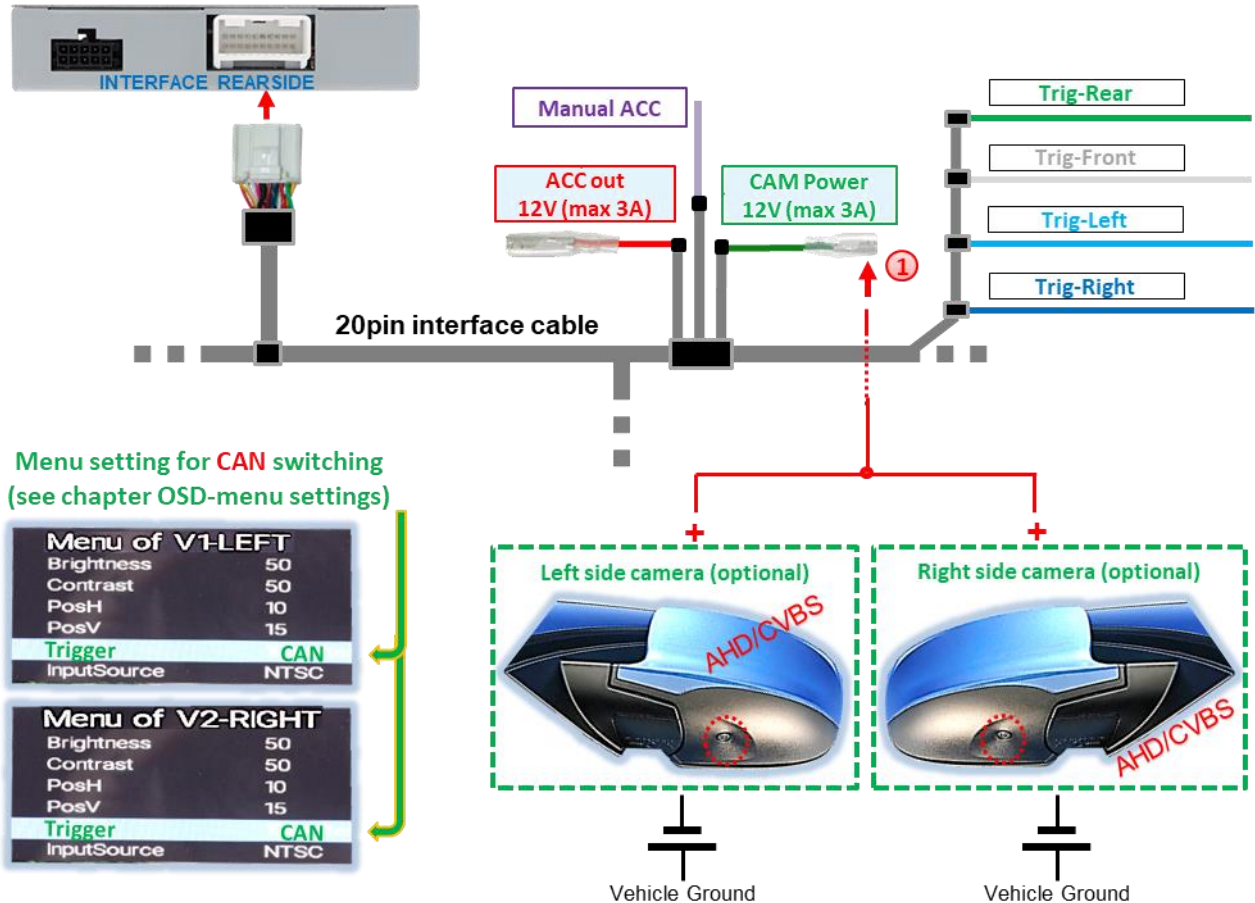 INTERFACE REARSIDE
Manual ACC
ACC out
12V (max 3A)
CAM Power
12V (max 3A)
1
Trig-Rear
Trig-Front
Trig-Left
Trig-Right
20pin interface cable
Menu setting for CAN switching
(see chapter OSD-menu settings)
Menu of V1-LEFT
Brightness 50
Contrast 50
PosH 10
PosV 15
Trigger CAN
InputSource NTSC
Menu of V2-RIGHT
Brightness 50
Contrast 50
PosH 10
PosV 15
Trigger CAN
InputSource NTSC
+
+
Left side camera (optional)
AHD/CVBS
Right side camera (optional)
AHD/CVBS
Vehicle Ground
Vehicle Ground